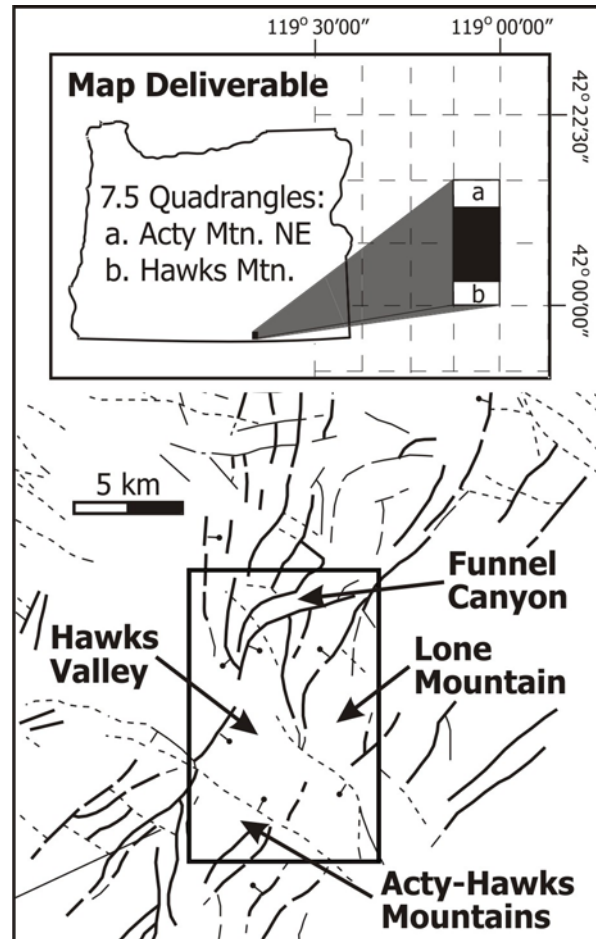 119° 30'00" 119° 00'00"
Map Deliverable
42° 22'30"
7.5 Quadrangles:
a. Acty Mtn. NE
b. Hawks Mtn.
a
b
42° 00'00"
5 km
Funnel
Canyon
Hawks
Valley
Lone
Mountain
Acty-Hawks
Mountains